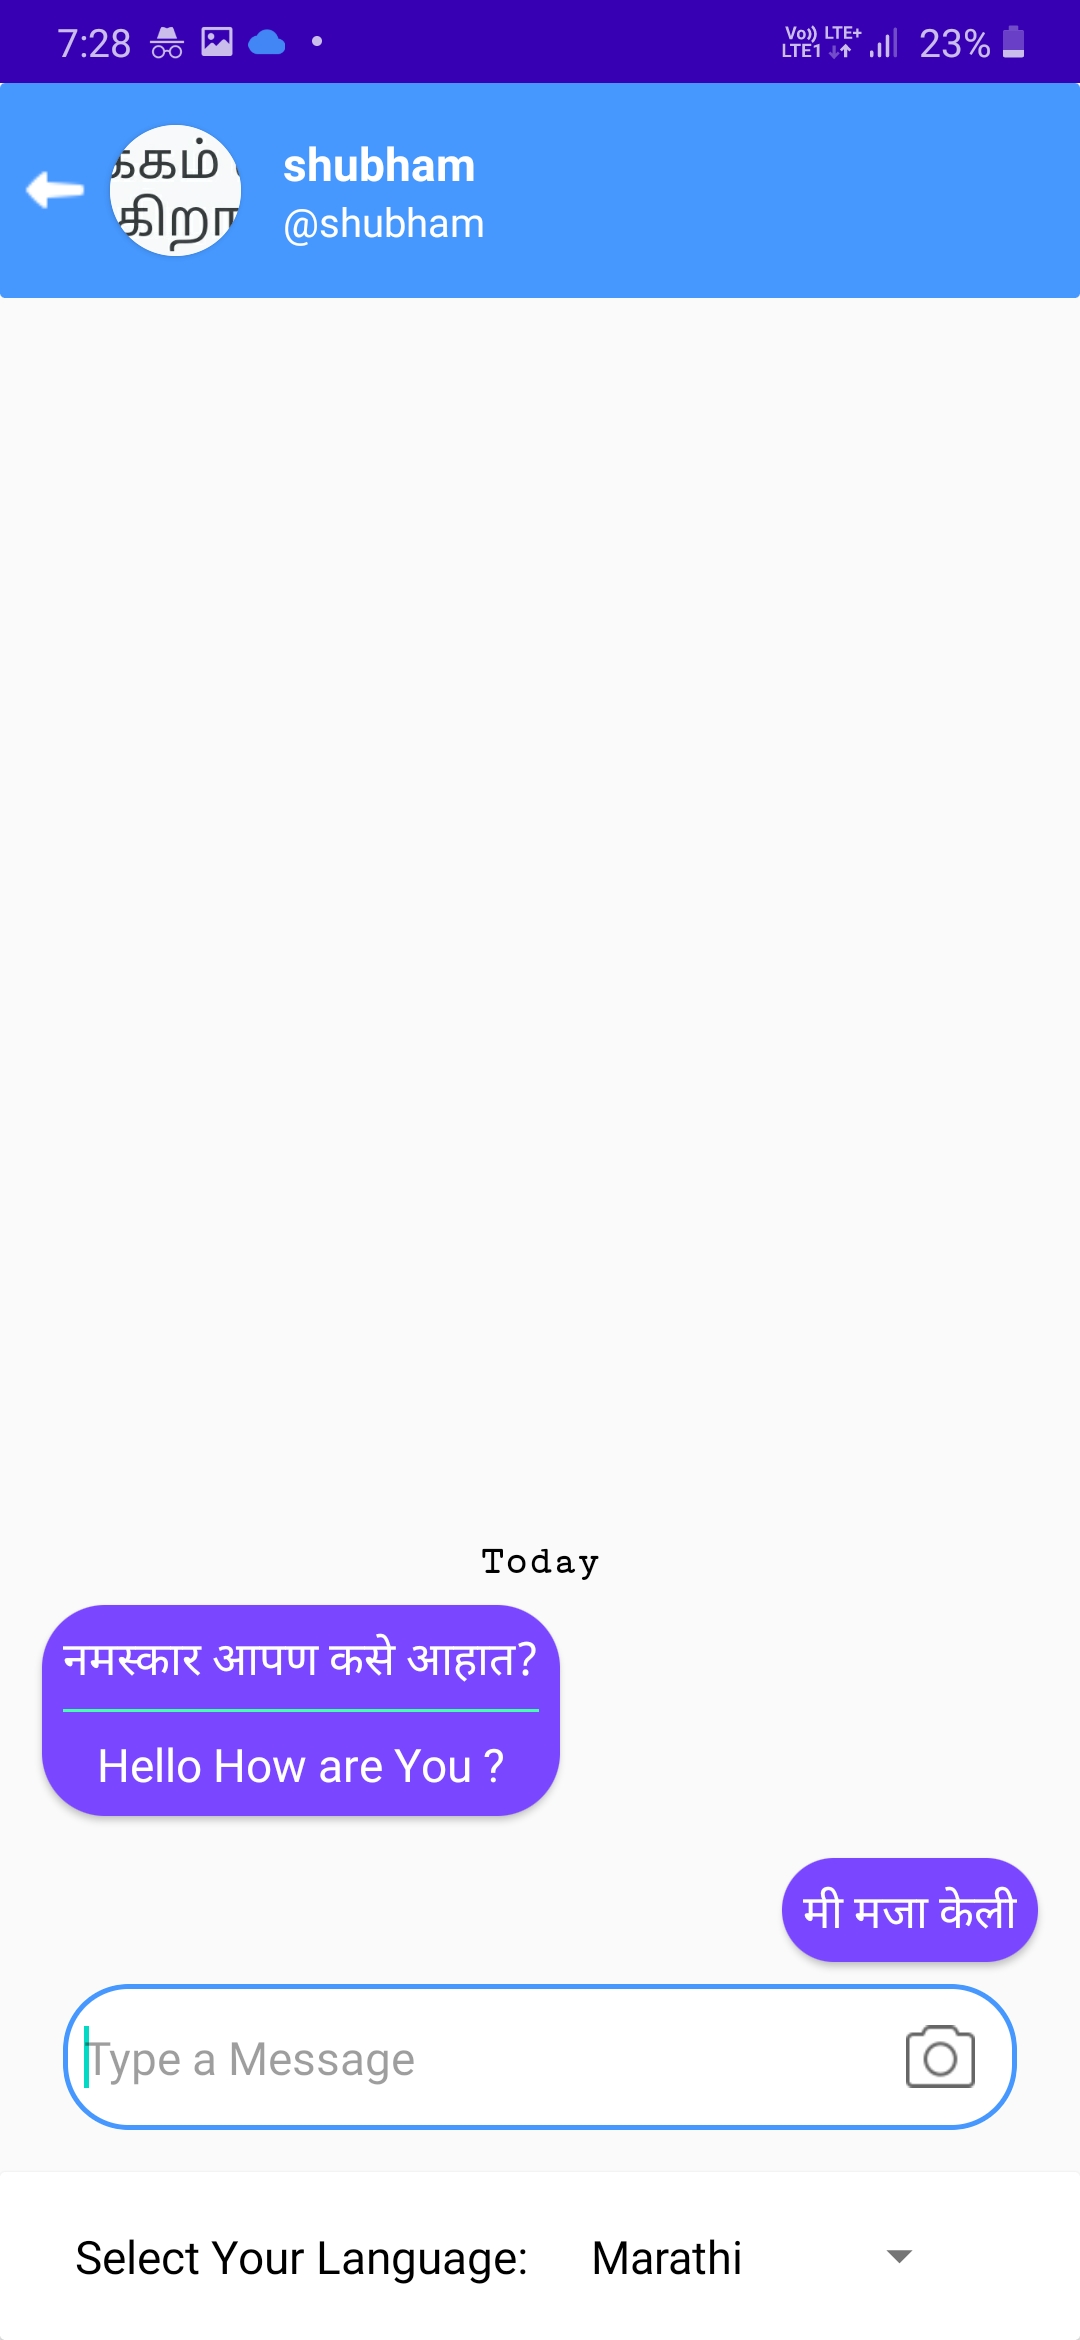 7:28
Vo)) LTE+
LTE1
23%
ககம்
கிறா
shubham
@shubham
Today
नमस्कार आपण कसे आहात?
Hello How are You ?
मी मजा केली
Type a Message
Select Your Language: Marathi